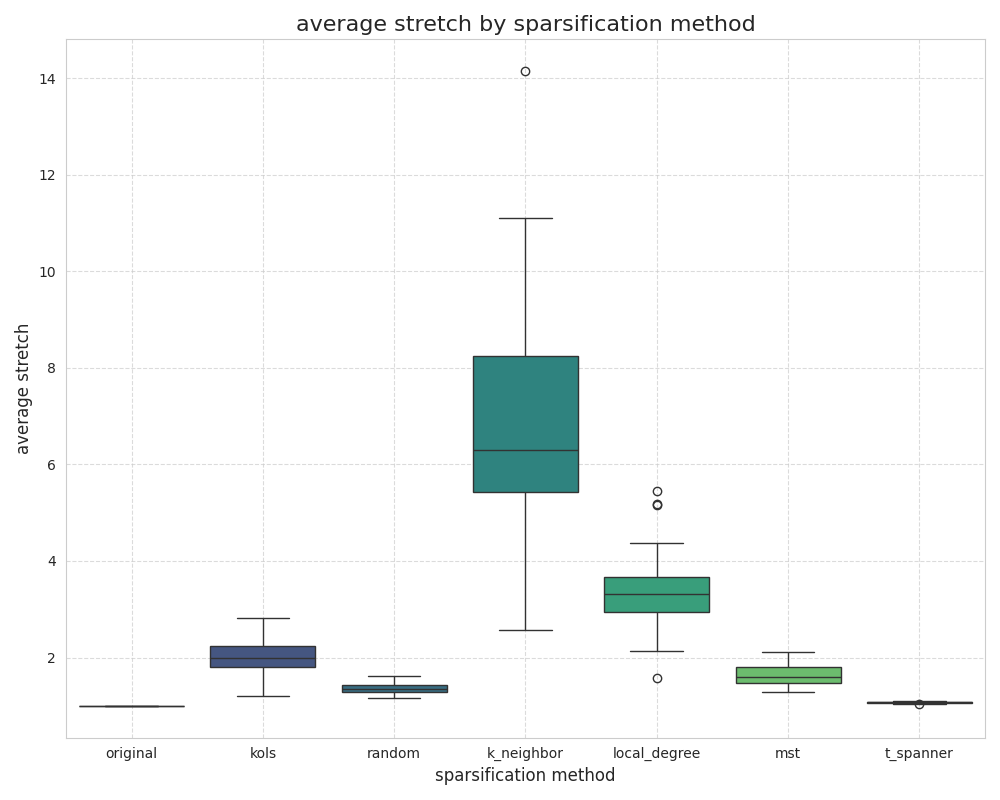 average stretch by sparsification method
average stretch
14
12
10
8
6
4
2
original kols random k_neighbor local_degree mst t_spanner
sparsification method